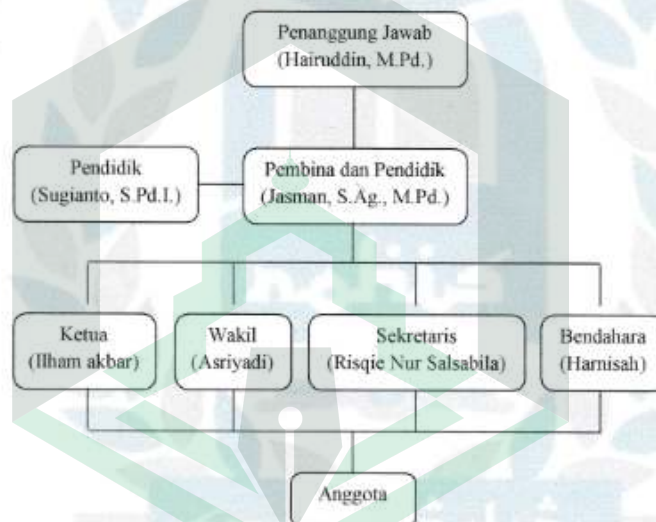 Penanggung Jawab
(Hairuddin, M.Pd.)
Pendidik
(Sugianto, S.Pd.I.)
Pembina dan Pendidik
(Jasman, S.Ag., M.Pd.)
Ketua
(Ilham akbar)
Wakil
(Asriyadi)
Sekretaris
(Risqie Nur Salsabila)
Bendahara
(Harnisah)
Anggota